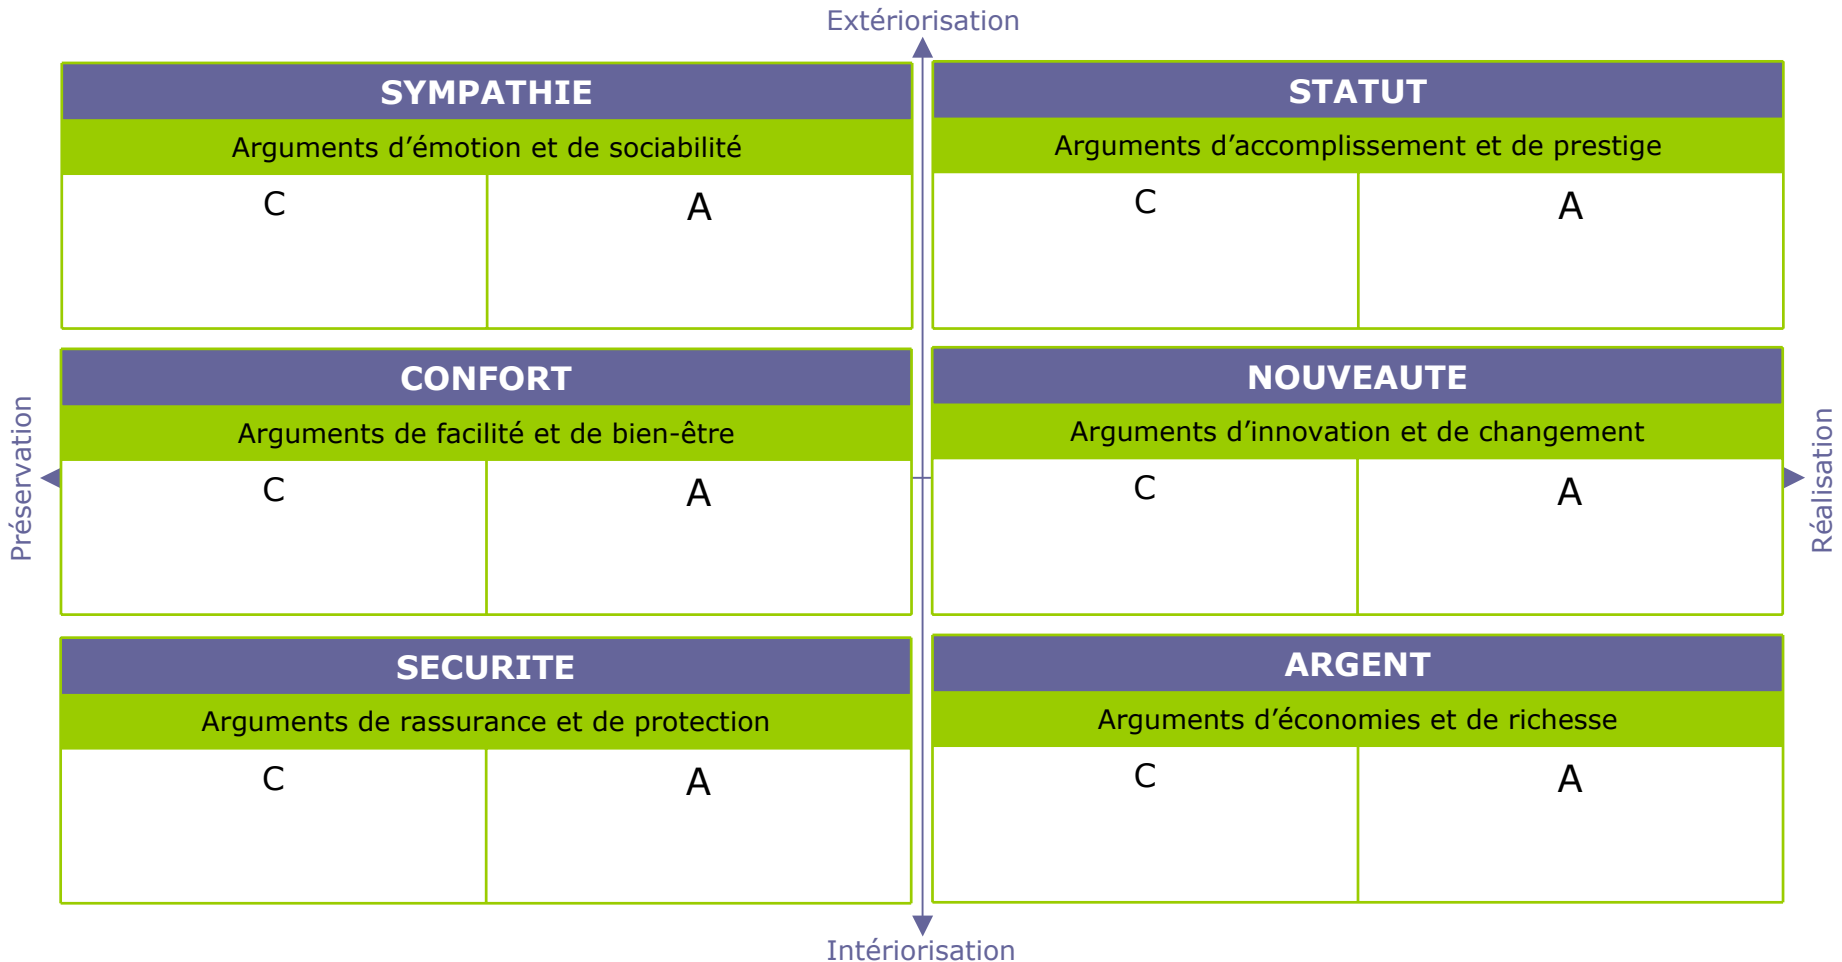 Extériorisation
SYMPATHIE
Arguments d’émotion et de sociabilité
C A
STATUT
Arguments d’accomplissement et de prestige
C A
Préservation
CONFORT
Arguments de facilité et de bien-être
C A
NOUVEAUTE
Arguments d’innovation et de changement
C A
Réalisation
SECURITE
Arguments de rassurance et de protection
C A
ARGENT
Arguments d’économies et de richesse
C A
Intériorisation